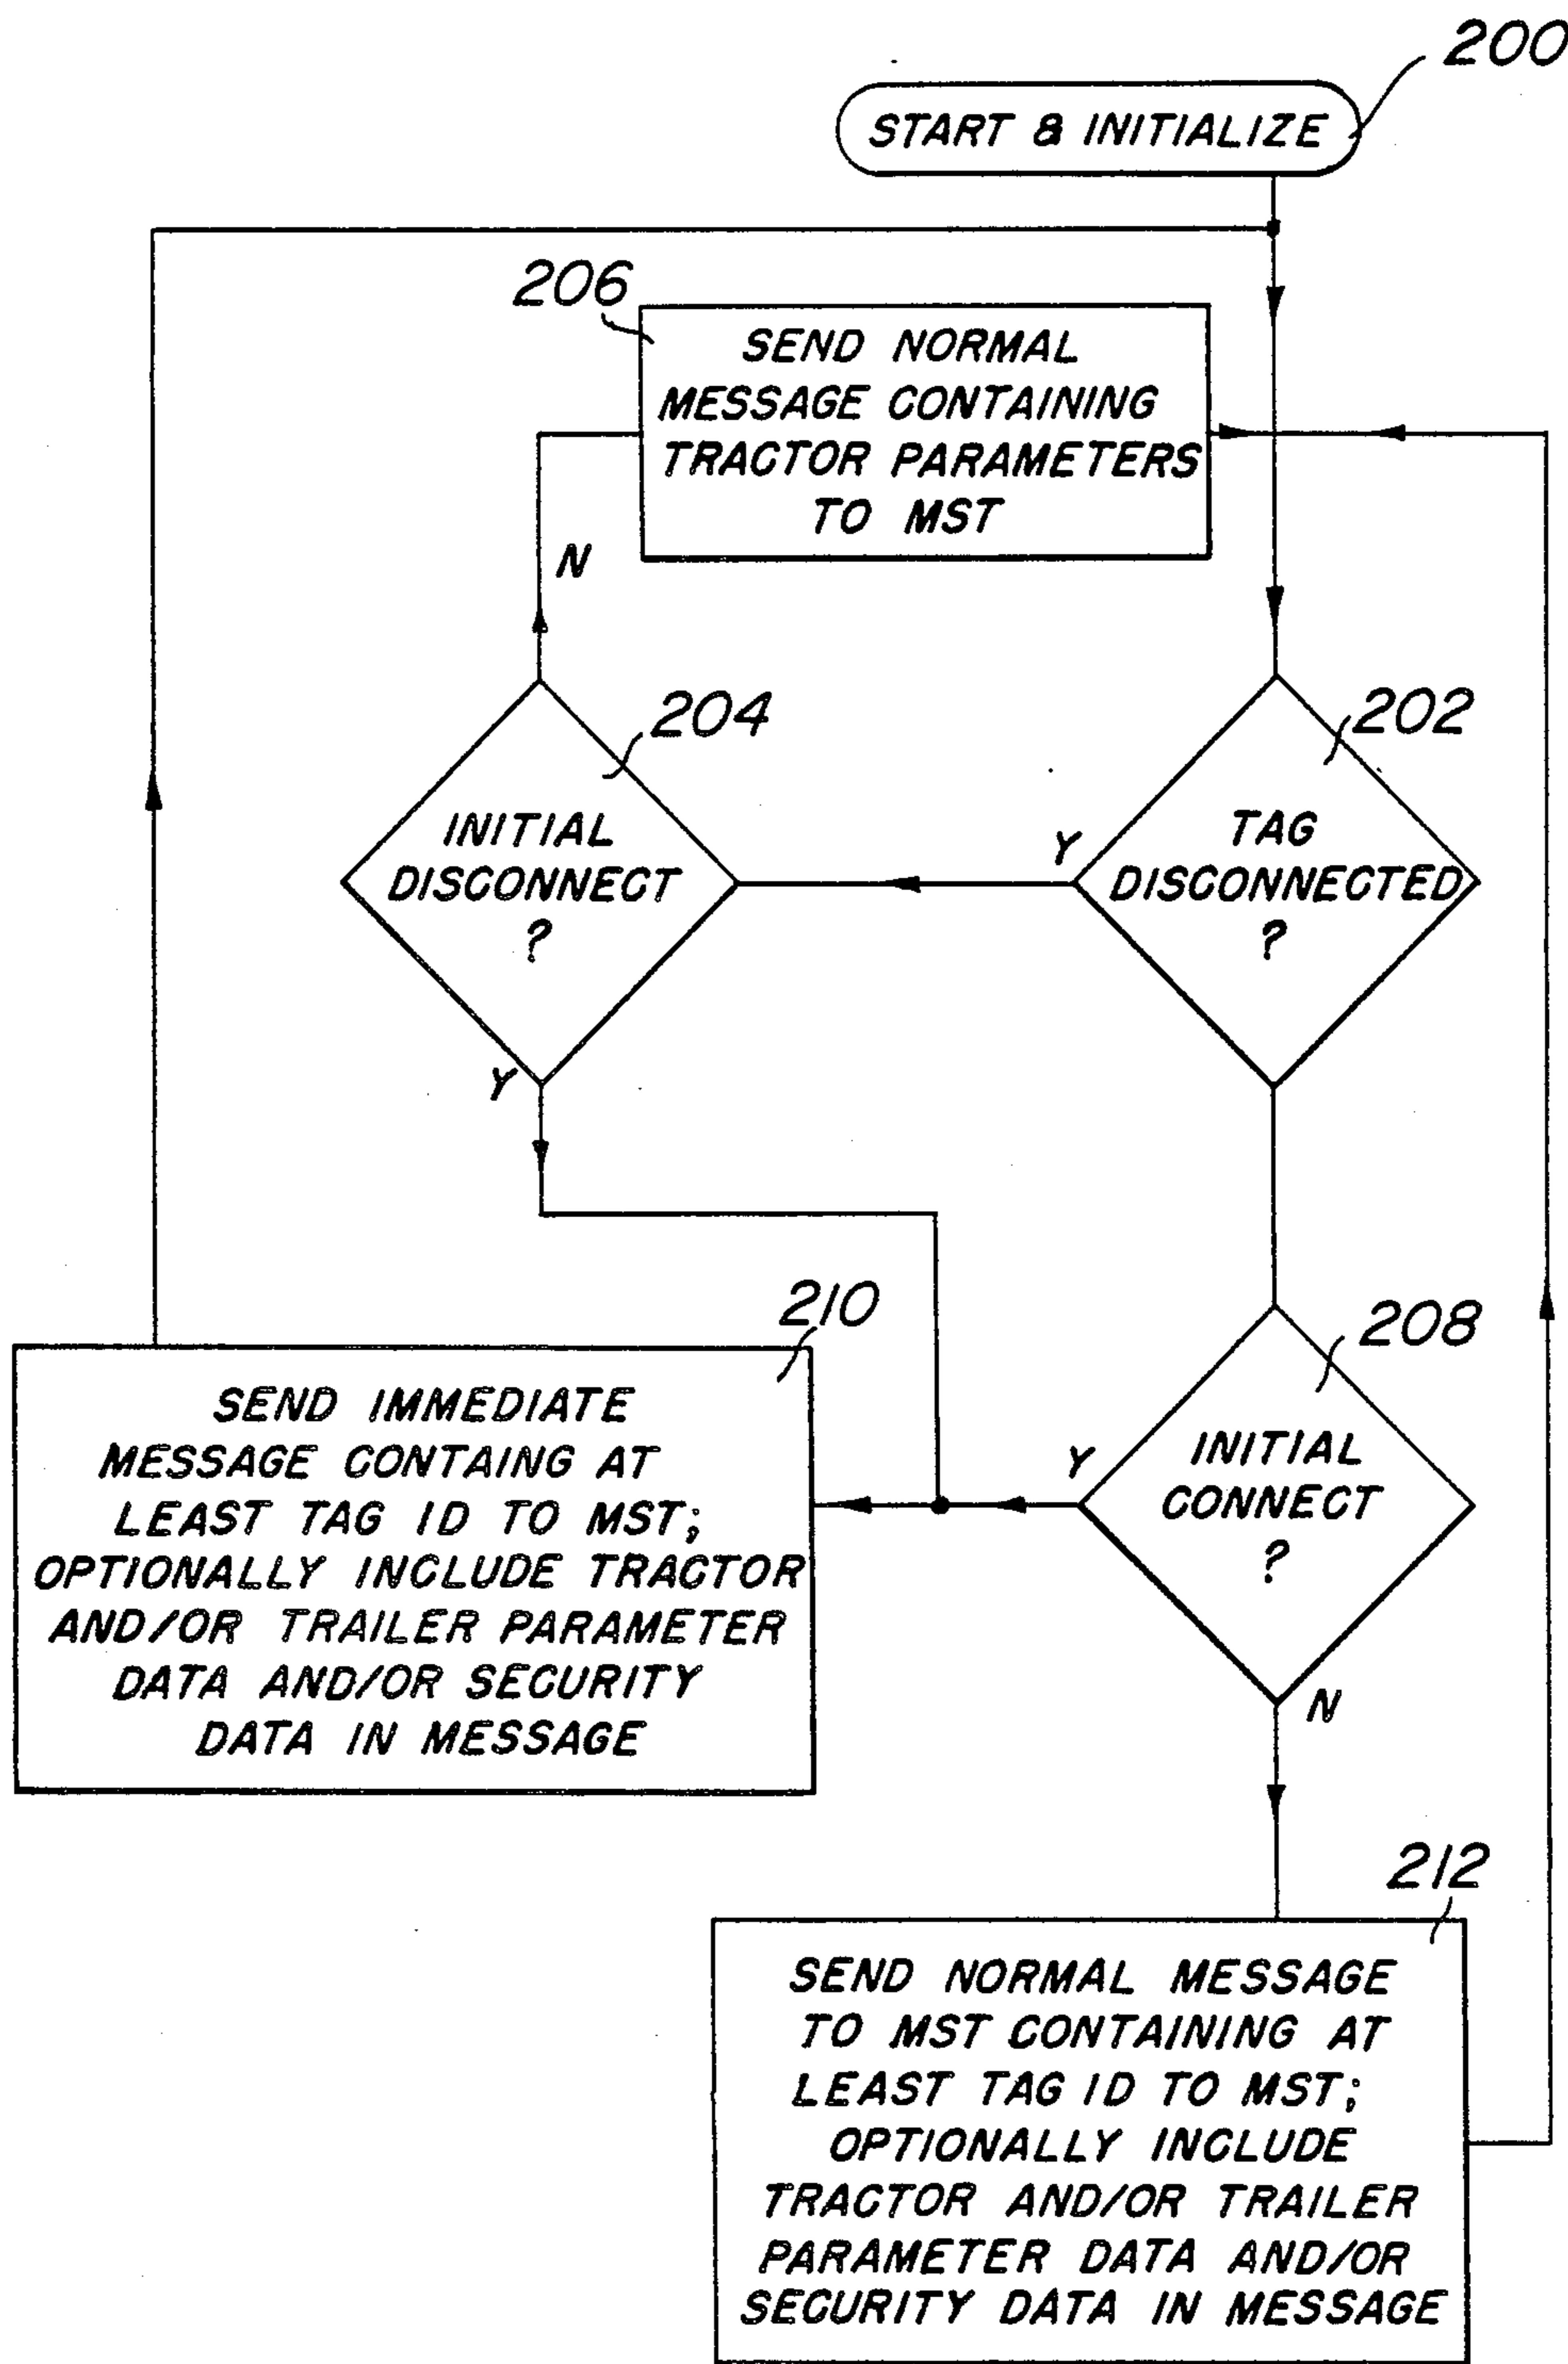 200
START & INITIALIZE
206
SEND NORMAL
MESSAGE CONTAINING
TRACTOR PARAMETERS
TO MST
N
204
INITIAL
DISCONNECT
?
Y
202
TAG
DISCONNECTED
?
Y
210
SEND IMMEDIATE
MESSAGE CONTAING AT
LEAST TAG ID TO MST;
OPTIONALLY INCLUDE TRACTOR
AND/OR TRAILER PARAMETER
DATA AND/OR SECURITY
DATA IN MESSAGE
208
Y
INITIAL
CONNECT
?
N
212
SEND NORMAL MESSAGE
TO MST CONTAINING AT
LEAST TAG ID TO MST;
OPTIONALLY INCLUDE
TRACTOR AND/OR TRAILER
PARAMETER DATA AND/OR
SECURITY DATA IN MESSAGE